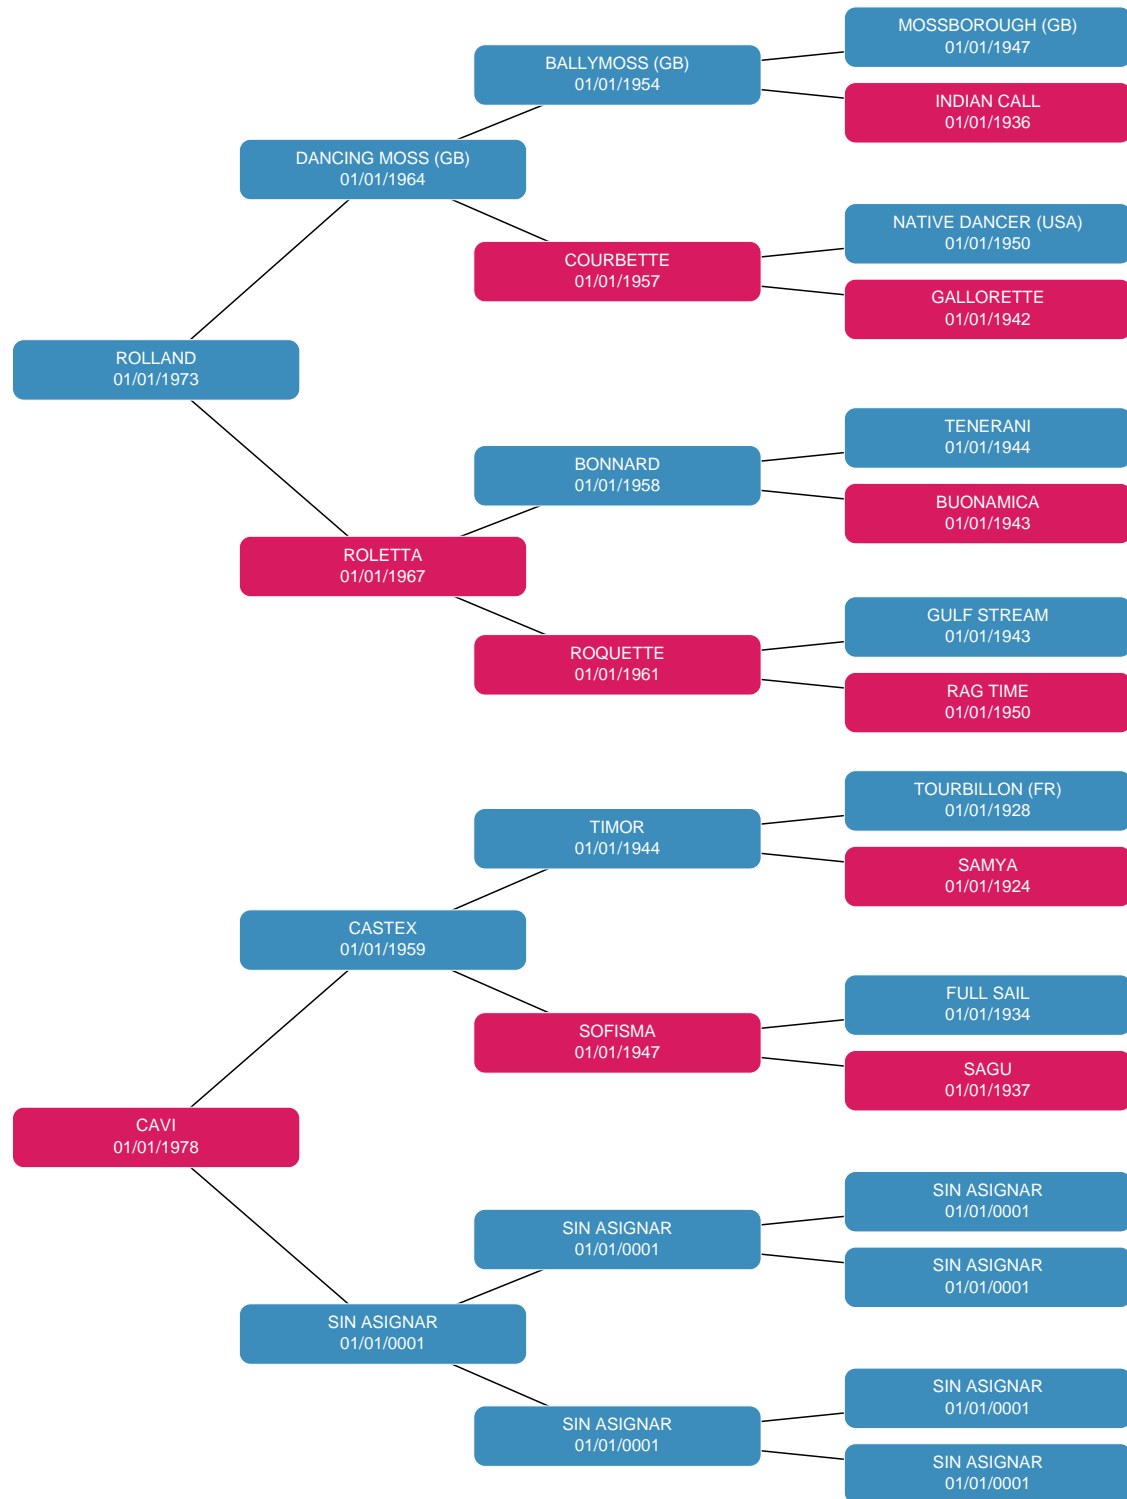 MOSSBOROUGH (GB)
01/01/1947
BALLYMOSS (GB)
01/01/1954
INDIAN CALL
01/01/1936
DANCING MOSS (GB)
01/01/1964
NATIVE DANCER (USA)
01/01/1950
COURBETTE
01/01/1957
GALLORETTE
01/01/1942
ROLLAND
01/01/1973
TENERANI
01/01/1944
BONNARD
01/01/1958
BUONAMICA
01/01/1943
ROLETTA
01/01/1967
GULF STREAM
01/01/1943
ROQUETTE
01/01/1961
RAG TIME
01/01/1950
TOURBILLON (FR)
01/01/1928
TIMOR
01/01/1944
SAMYA
01/01/1924
CASTEX
01/01/1959
FULL SAIL
01/01/1934
SOFISMA
01/01/1947
SAGU
01/01/1937
CAVI
01/01/1978
SIN ASIGNAR
01/01/0001
SIN ASIGNAR
01/01/0001
SIN ASIGNAR
01/01/0001
SIN ASIGNAR
01/01/0001
SIN ASIGNAR
01/01/0001
SIN ASIGNAR
01/01/0001
SIN ASIGNAR
01/01/0001